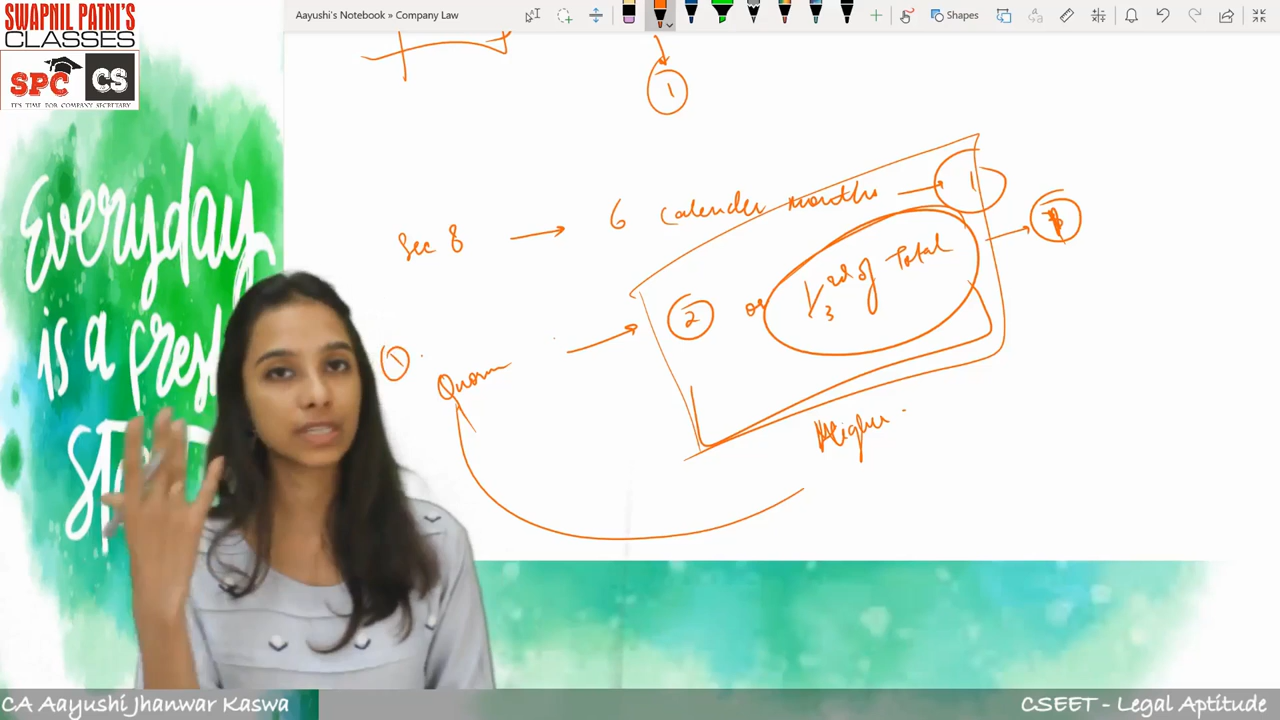 SWAPNIL PATNI'S
CLASSES
SPC CS
IT'S TIME FOR COMPANY SECRETARY
Aayushi's Notebook » Company Law
Shapes
Everyday
is a fresh
1
Sec 8 → 6 Calender Months → 1
1 Quorum → 2 or 1/3rd of Total →
Higher
CA Aayushi Jhanwar Kaswa
CSEET - Legal Aptitude